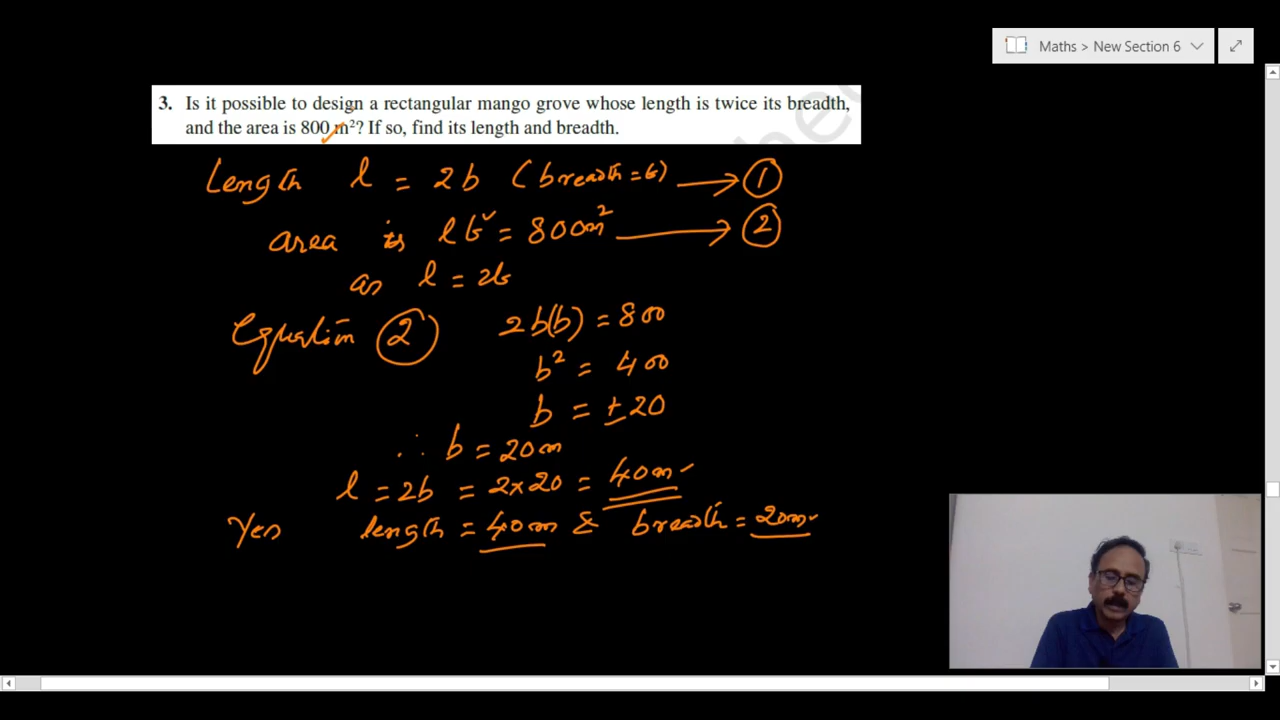 Maths > New Section 6
3. Is it possible to design a rectangular mango grove whose length is twice its breadth,
and the area is 800 m²? If so, find its length and breadth.
Length l = 2b (breadth = b) → ①
area is lb = 800m² → ②
as l = 2b
Equation ② 2b(b) = 800
b² = 400
b = ±20
∴ b = 20m
l = 2b = 2×20 = 40m
Yes length = 40m & breadth = 20m